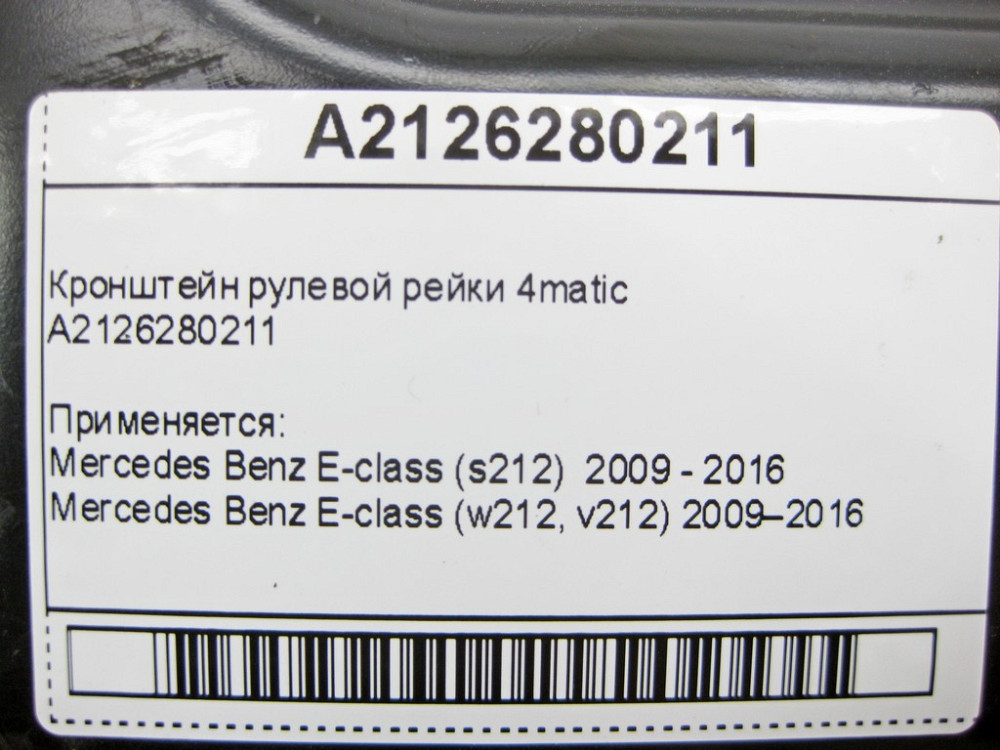 A2126280211
Кронштейн рулевой рейки 4matic
A2126280211
Применяется:
Mercedes Benz E-class (s212) 2009 - 2016
Mercedes Benz E-class (w212, v212) 2009–2016